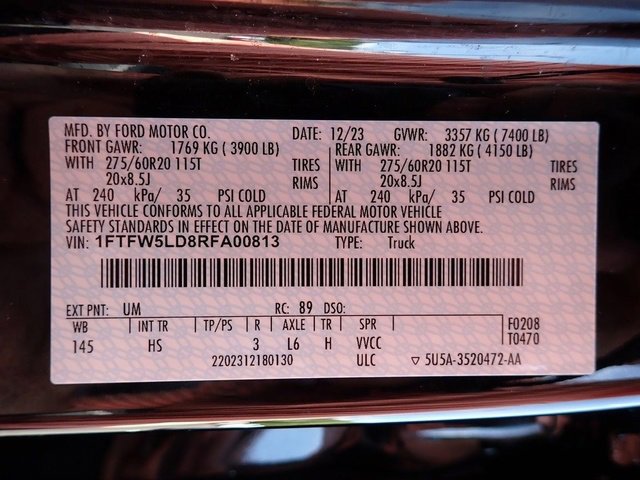 MFD. BY FORD MOTOR CO. DATE: 12/23 GVWR: 3357 KG ( 7400 LB)
FRONT GAWR: 1769 KG ( 3900 LB) REAR GAWR: 1882 KG ( 4150 LB)
WITH 275/60R20 115T TIRES WITH 275/60R20 115T TIRES
20x8.5J RIMS 20x8.5J RIMS
AT 240 kPa/ 35 PSI COLD AT 240 kPa/ 35 PSI COLD
THIS VEHICLE CONFORMS TO ALL APPLICABLE FEDERAL MOTOR VEHICLE
SAFETY STANDARDS IN EFFECT ON THE DATE OF MANUFACTURE SHOWN ABOVE.
VIN: 1FTFW5LD8RFA00813 TYPE: Truck
EXT PNT: UM RC: 89 DSO:
WB INT TR TP/PS R AXLE TR SPR F0208
145 HS 3 L6 H VVCC T0470
2202312180130 ULC ▽ 5U5A-3520472-AA